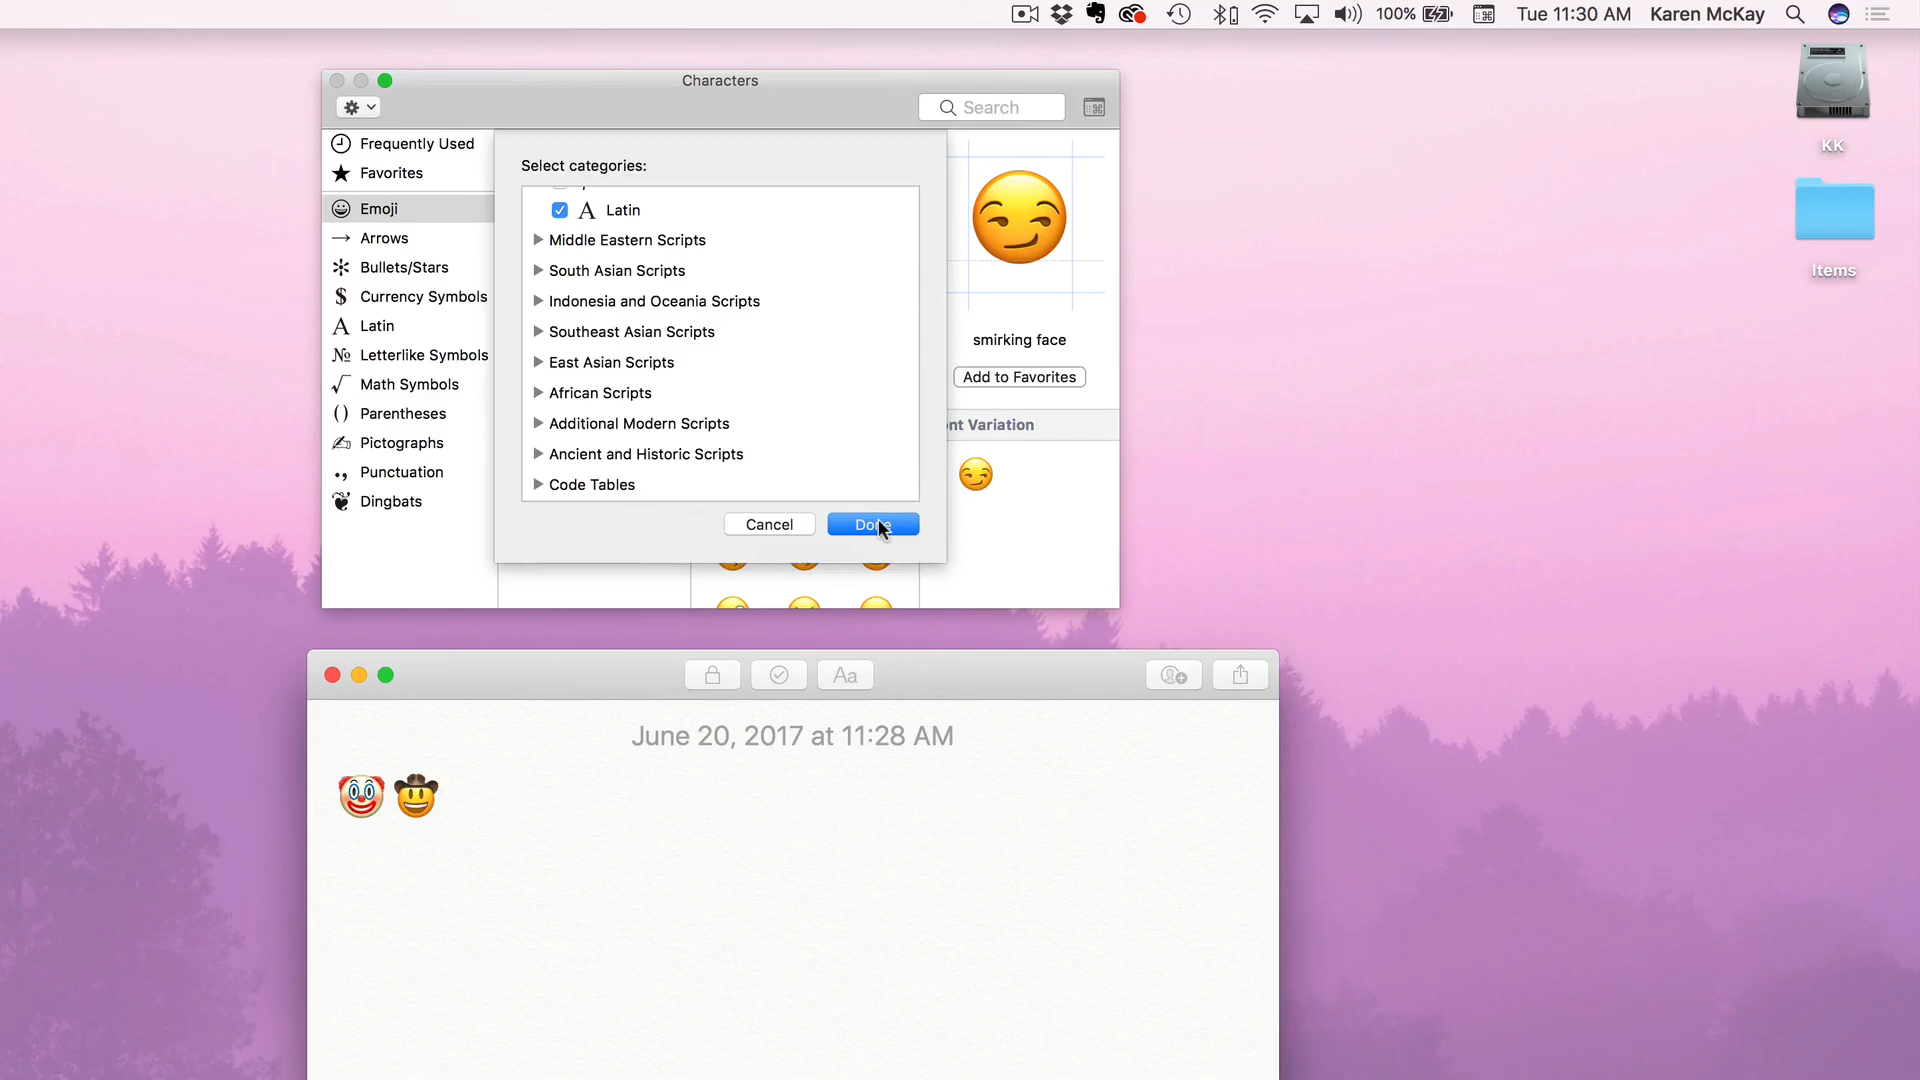 100% Tue 11:30 AM Karen McKay
Characters
Search
Frequently Used
Favorites
Emoji
Arrows
Bullets/Stars
$ Currency Symbols
A Latin
№ Letterlike Symbols
√ Math Symbols
() Parentheses
Pictographs
., Punctuation
Dingbats
Select categories:
A Latin
Middle Eastern Scripts
South Asian Scripts
Indonesia and Oceania Scripts
Southeast Asian Scripts
East Asian Scripts
African Scripts
Additional Modern Scripts
Ancient and Historic Scripts
Code Tables
Cancel
Done
smirking face
Add to Favorites
nt Variation
KK
Items
Aa
June 20, 2017 at 11:28 AM